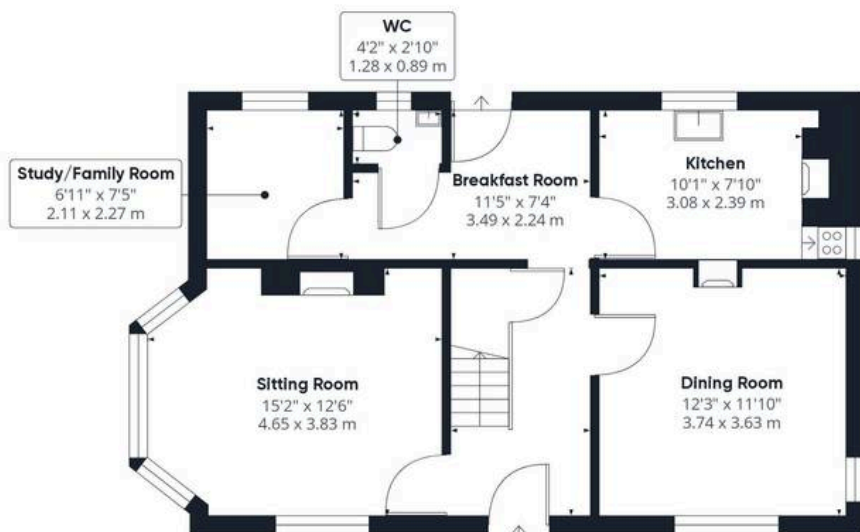 WC
4'2" x 2'10"
1.28 x 0.89 m
Study/Family Room
6'11" x 7'5"
2.11 x 2.27 m
Breakfast Room
11'5" x 7'4"
3.49 x 2.24 m
Kitchen
10'1" x 7'10"
3.08 x 2.39 m
Sitting Room
15'2" x 12'6"
4.65 x 3.83 m
Dining Room
12'3" x 11'10"
3.74 x 3.63 m